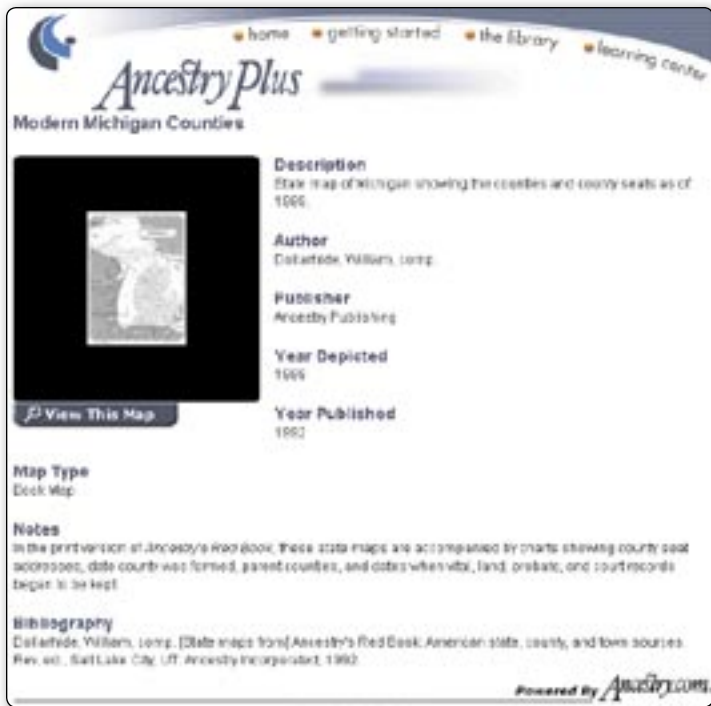 home getting started the library learning center
Ancestry Plus
Modern Michigan Counties
Description
State map of Michigan showing the counties and county seats as of
Author
Dollarhide, William, comp.
Publisher
Ancestry Publishing
Year Depicted
View This Map
Year Published
1992
Map Type
Book Map
Notes
In the print version of Ancestry's Red Book, these state maps are accompanied by charts showing county seat
addresses, date county was formed, parent counties, and dates when vital, land, probate, and court records
began to be kept.
Bibliography
Dollarhide, William, comp. [State maps from] Ancestry's Red Book: American state, county, and town sources.
Rev. ed., Salt Lake City, UT: Ancestry Incorporated, 1992.
Powered By Ancestry.com